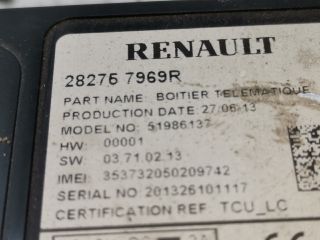 RENAULT
28275 7969R
PART NAME: BOITIER TELEMATIQUE
PRODUCTION DATE: 27.06.13
MODEL NO: 51986137
HW: 00001
SW: 03.71.02.13
IMEI: 353732050209742
SERIAL NO: 201326101117
CERTIFICATION REF: TCU_LC